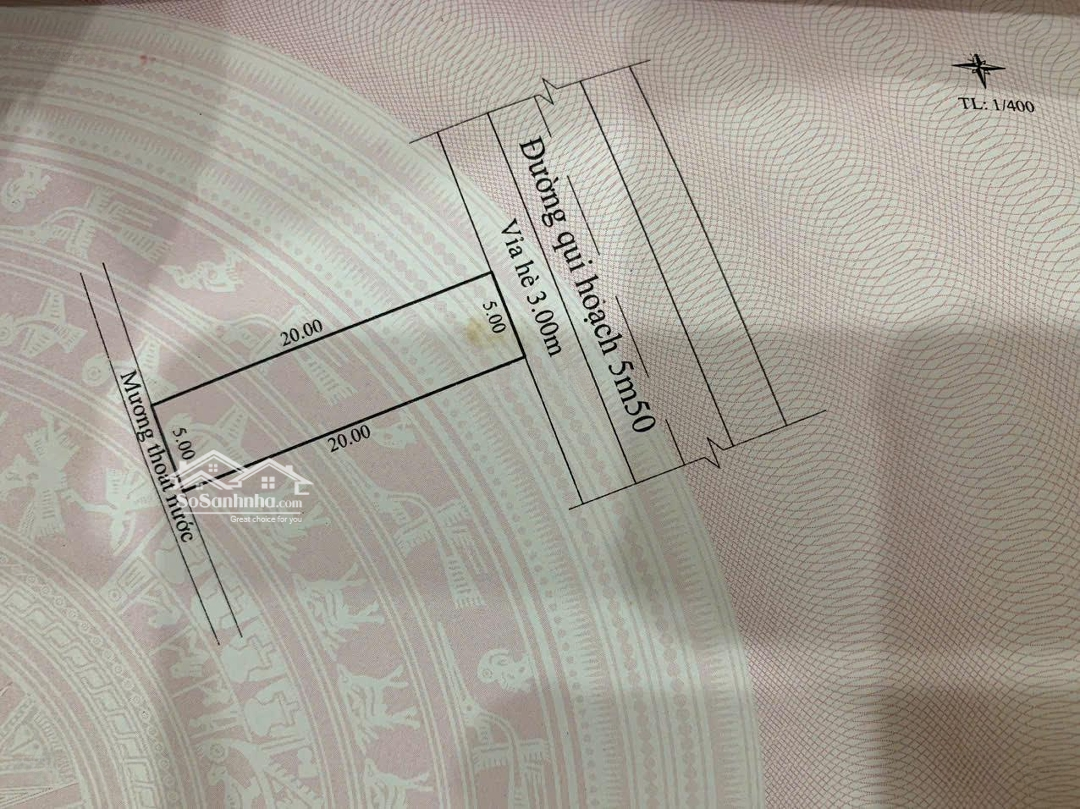 TL: 1/400
Đường qui hoạch 5m50
Vỉa hè 3.00m
5.00
20.00
20.00
5.00
Mương thoát nước
SoSanhnha.com
Great choice for you